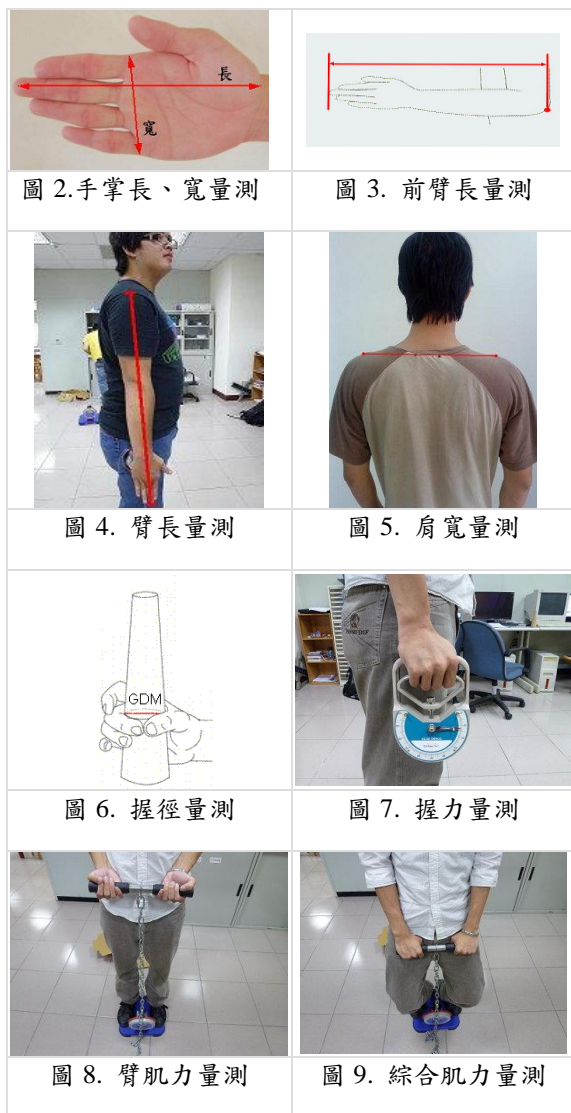 長
寬
圖 2.手掌長、寬量測
圖 3. 前臂長量測
圖 4. 臂長量測
圖 5. 肩寬量測
GDM
圖 6. 握徑量測
圖 7. 握力量測
圖 8. 臂肌力量測
圖 9. 綜合肌力量測